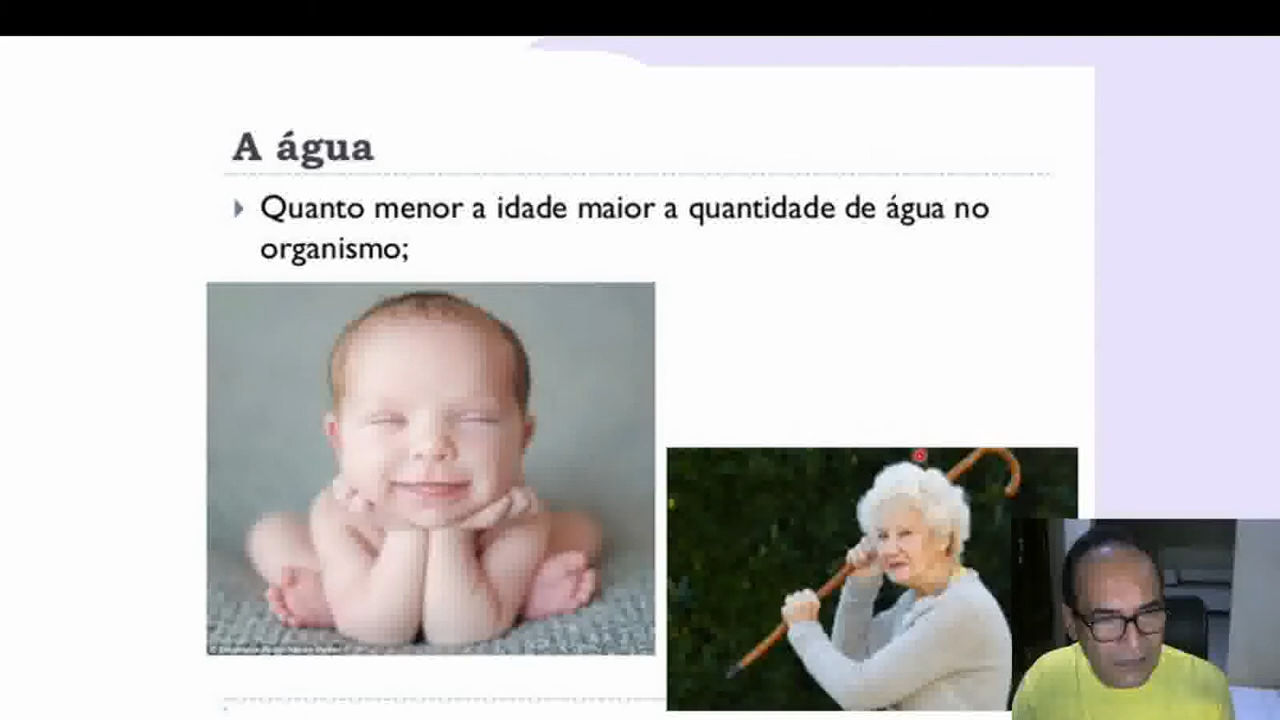 A água
Quanto menor a idade maior a quantidade de água no
organismo;